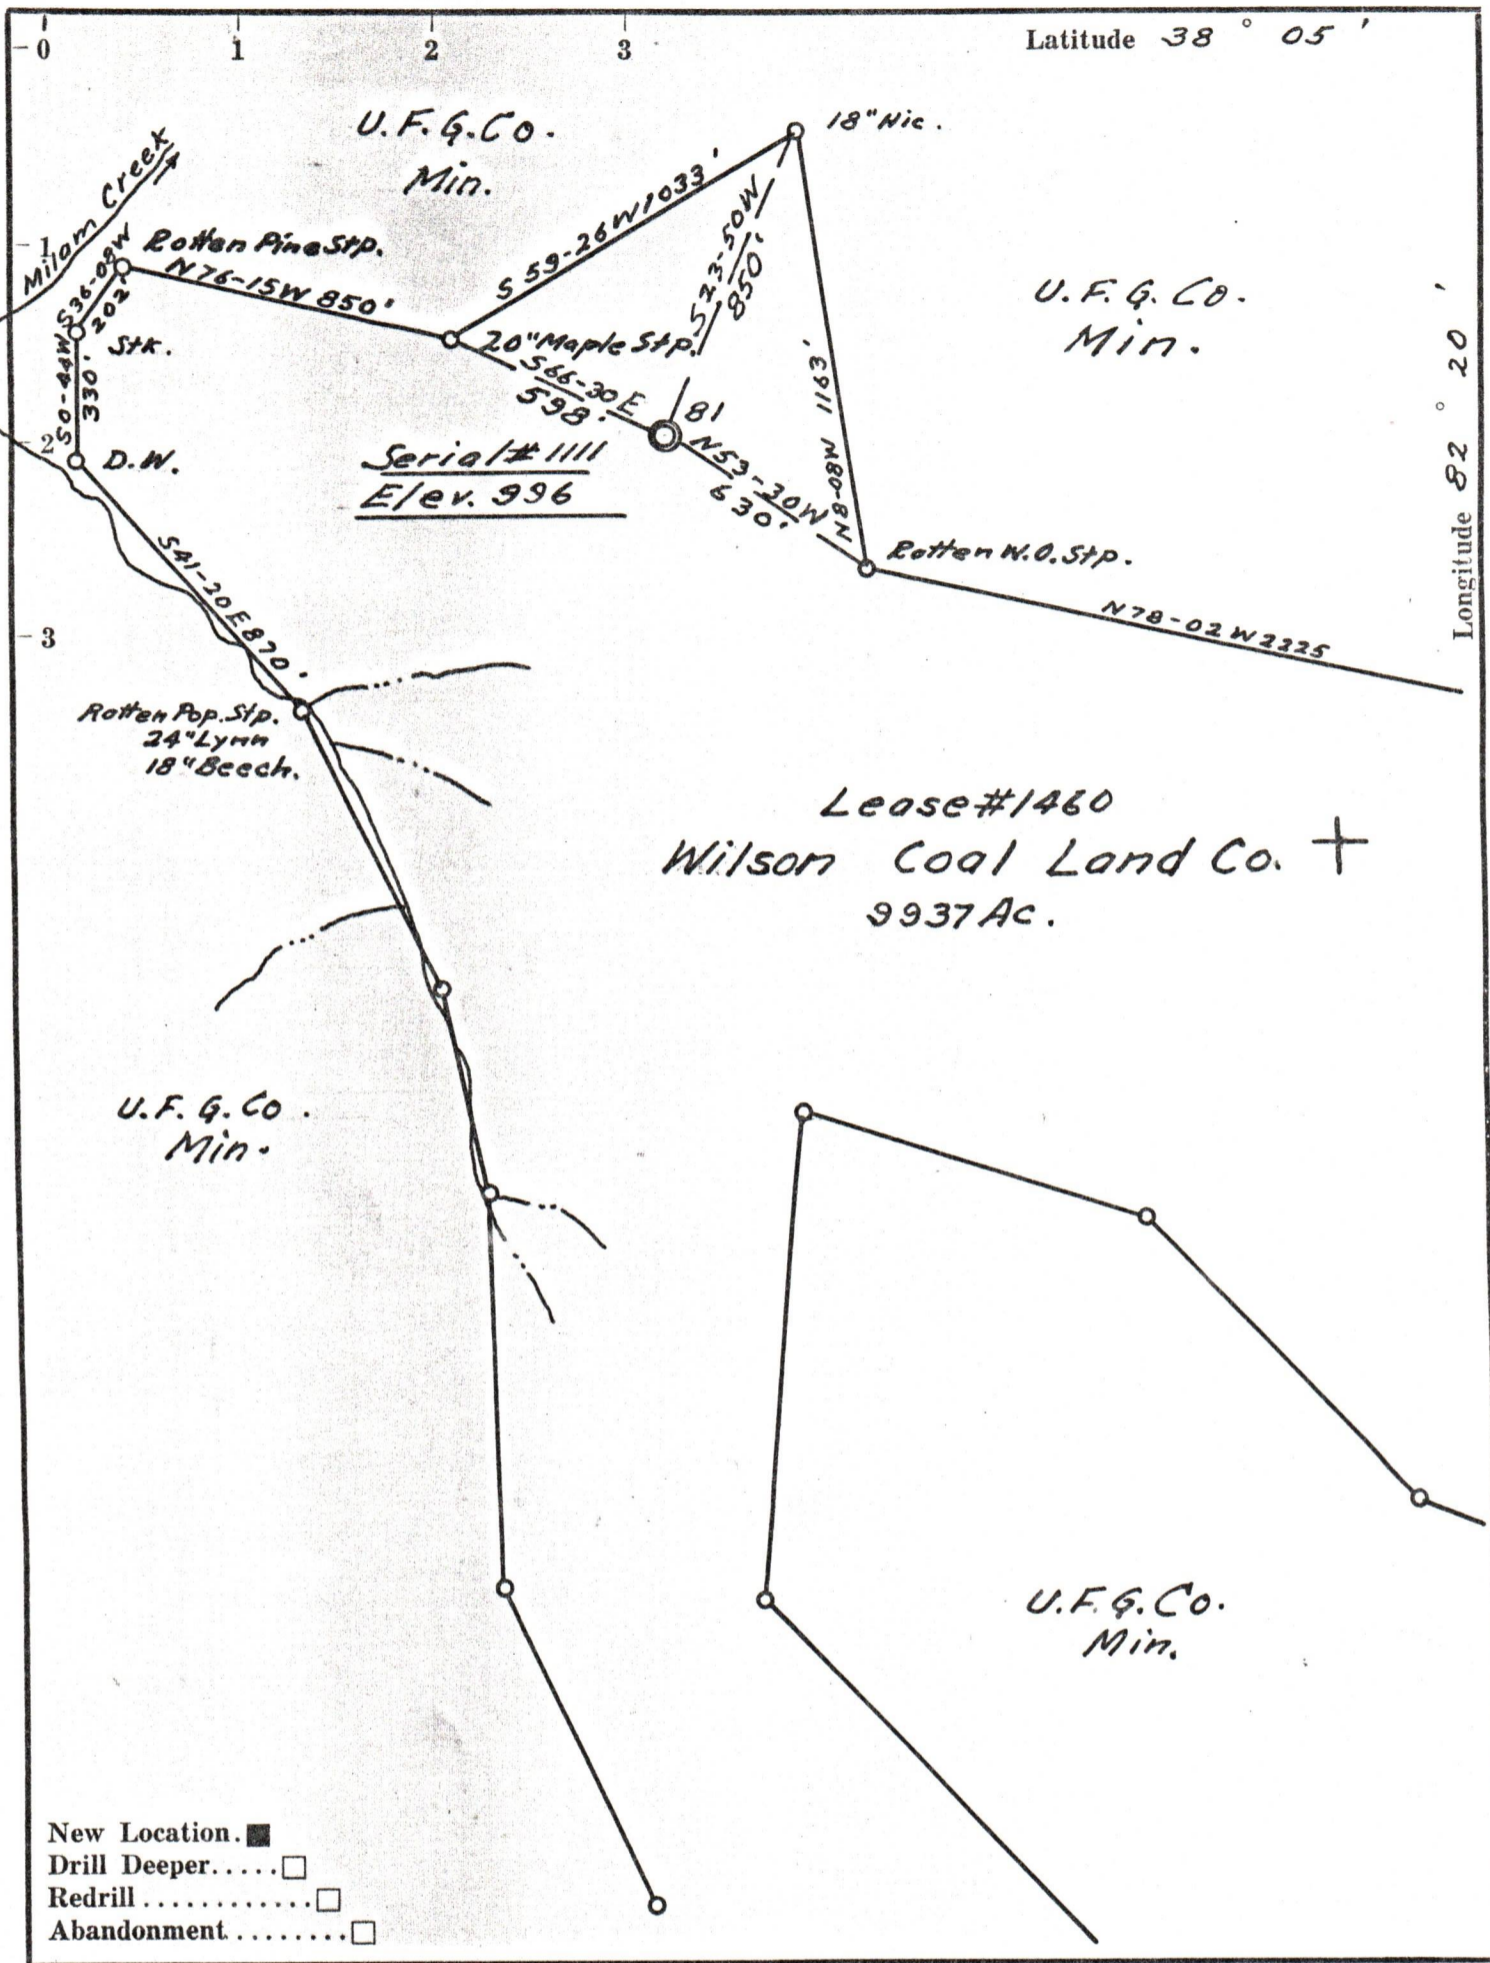 0 1 2 3
Latitude 38 ° 05 '
U.F.G.Co.
Min.
18" Hic.
Milam Creek
1
Rotten Pine Stp.
S 59-26 W 1033'
S23-50W
850'
U.F.G.Co.
Min.
Longitude 82 ° 20 '
S36-08W
202'
N76-15W 850'
Stk.
20" Maple Stp.
S0-44W
330'
S66-30E
598'
81
N8-08W 1163'
2
D.W.
Serial # 1111
Elev. 996
N53-30W
630'
Rotten W.O. Stp.
S41-20E 870'
N78-02W 2225
3
Rotten Pop. Stp.
24" Lynn
18" Beech.
Lease #1460
Wilson Coal Land Co.
9937 Ac.
U.F.G.Co.
Min.
U.F.G.Co.
Min.
New Location.
Drill Deeper.....
Redrill............
Abandonment........